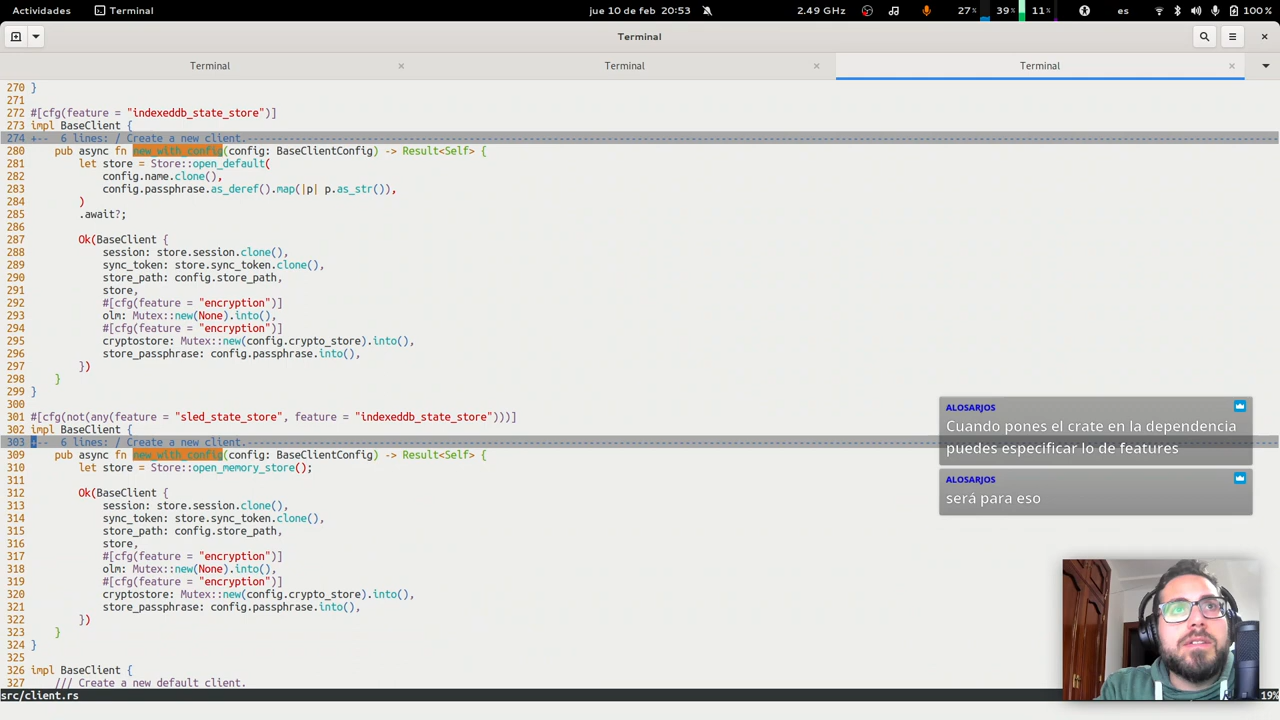 Actividades Terminal jue 10 de feb 20:53 2.49 GHz 27% 39% 11% es 100%
Terminal
Terminal Terminal Terminal
270 }
271
272 #[cfg(feature = "indexeddb_state_store")]
273 impl BaseClient {
274 +-- 6 lines: / Create a new client.---
280 pub async fn new_with_config(config: BaseClientConfig) -> Result<Self> {
281 let store = Store::open_default(
282 config.name.clone(),
283 config.passphrase.as_deref().map(|p| p.as_str()),
284 )
285 .await?;
286
287 Ok(BaseClient {
288 session: store.session.clone(),
289 sync_token: store.sync_token.clone(),
290 store_path: config.store_path,
291 store,
292 #[cfg(feature = "encryption")]
293 olm: Mutex::new(None).into(),
294 #[cfg(feature = "encryption")]
295 cryptostore: Mutex::new(config.crypto_store).into(),
296 store_passphrase: config.passphrase.into(),
297 })
298 }
299 }
300
301 #[cfg(not(any(feature = "sled_state_store", feature = "indexeddb_state_store")))]
302 impl BaseClient {
303 +-- 6 lines: / Create a new client.---
309 pub async fn new_with_config(config: BaseClientConfig) -> Result<Self> {
310 let store = Store::open_memory_store();
311
312 Ok(BaseClient {
313 session: store.session.clone(),
314 sync_token: store.sync_token.clone(),
315 store_path: config.store_path,
316 store,
317 #[cfg(feature = "encryption")]
318 olm: Mutex::new(None).into(),
319 #[cfg(feature = "encryption")]
320 cryptostore: Mutex::new(config.crypto_store).into(),
321 store_passphrase: config.passphrase.into(),
322 })
323 }
324 }
325
326 impl BaseClient {
327 /// Create a new default client.
src/client.rs 19%
ALOSARJOS
Cuando pones el crate en la dependencia
puedes especificar lo de features
ALOSARJOS
será para eso